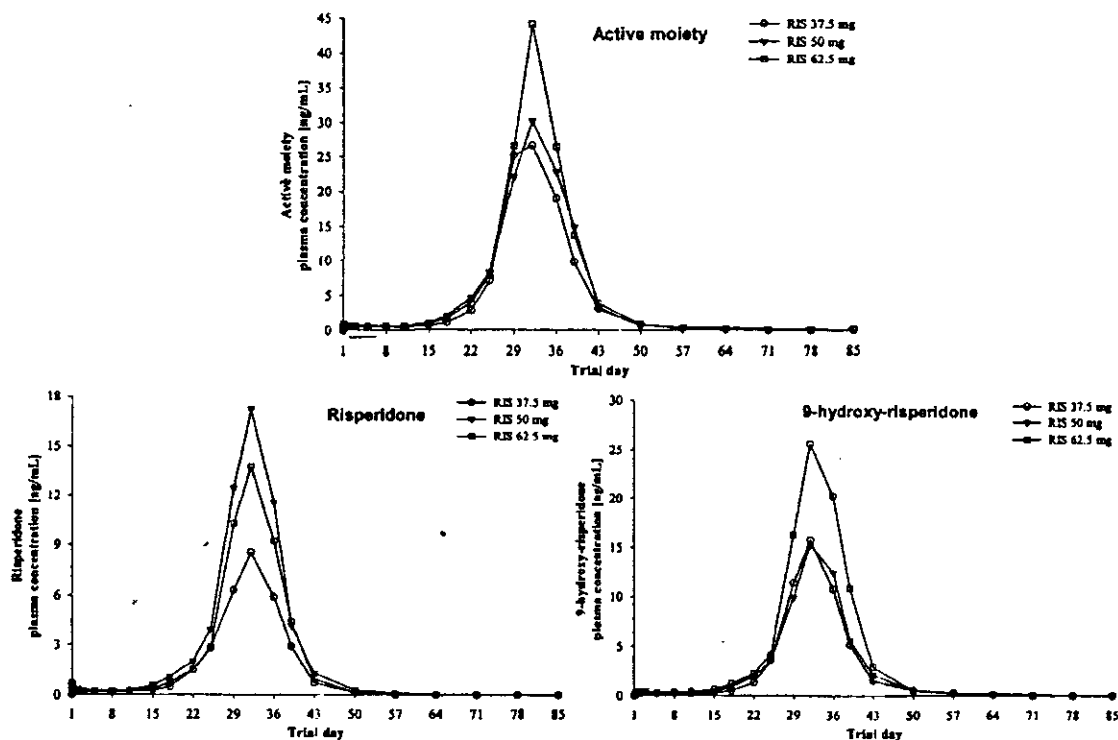 Active moiety
RIS 37.5 mg
RIS 50 mg
RIS 62.5 mg
Active moiety
plasma concentration [ng/mL]
45
40
35
30
25
20
15
10
5
0
1 8 15 22 29 36 43 50 57 64 71 78 85
Trial day
Risperidone
RIS 37.5 mg
RIS 50 mg
RIS 62.5 mg
Risperidone
plasma concentration [ng/mL]
18
15
12
9
6
3
0
1 8 15 22 29 36 43 50 57 64 71 78 85
Trial day
9-hydroxy-risperidone
RIS 37.5 mg
RIS 50 mg
RIS 62.5 mg
9-hydroxy-risperidone
plasma concentration [ng/mL]
30
25
20
15
10
5
0
1 8 15 22 29 36 43 50 57 64 71 78 85
Trial day